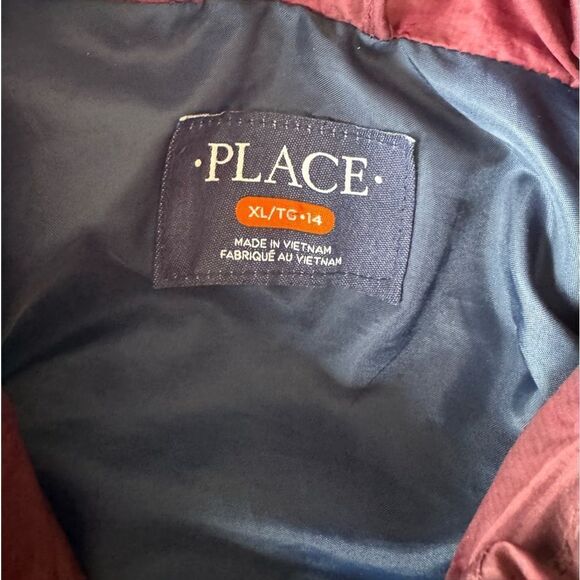 ·PLACE·
XL/TG·14
MADE IN VIETNAM
FABRIQUÉ AU VIETNAM